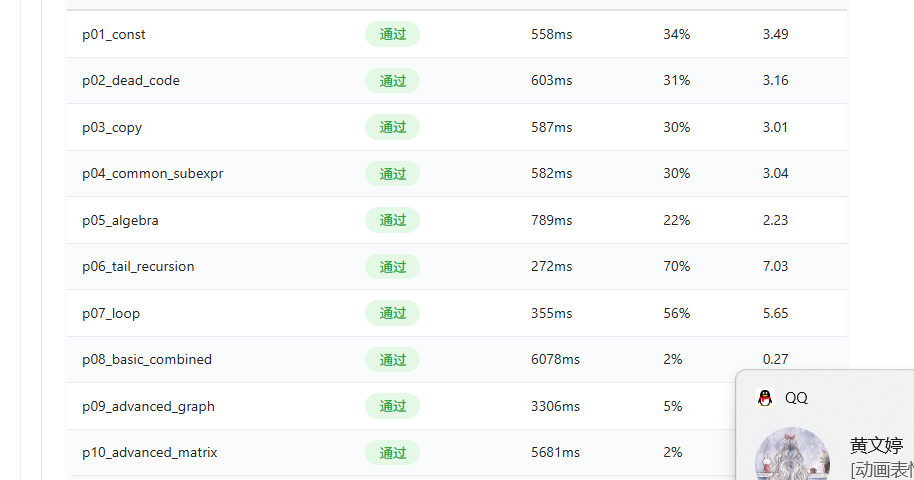 p01_const 通过 558ms 34% 3.49
p02_dead_code 通过 603ms 31% 3.16
p03_copy 通过 587ms 30% 3.01
p04_common_subexpr 通过 582ms 30% 3.04
p05_algebra 通过 789ms 22% 2.23
p06_tail_recursion 通过 272ms 70% 7.03
p07_loop 通过 355ms 56% 5.65
p08_basic_combined 通过 6078ms 2% 0.27
p09_advanced_graph 通过 3306ms 5%
p10_advanced_matrix 通过 5681ms 2%
QQ
黄文婷
[动画表情